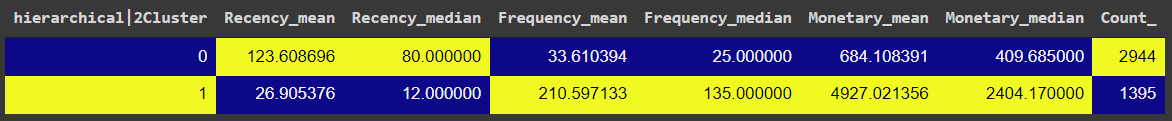 hierarchical|2Cluster Recency_mean Recency_median Frequency_mean Frequency_median Monetary_mean Monetary_median Count_
0 123.608696 80.000000 33.610394 25.000000 684.108391 409.685000 2944
1 26.905376 12.000000 210.597133 135.000000 4927.021356 2404.170000 1395